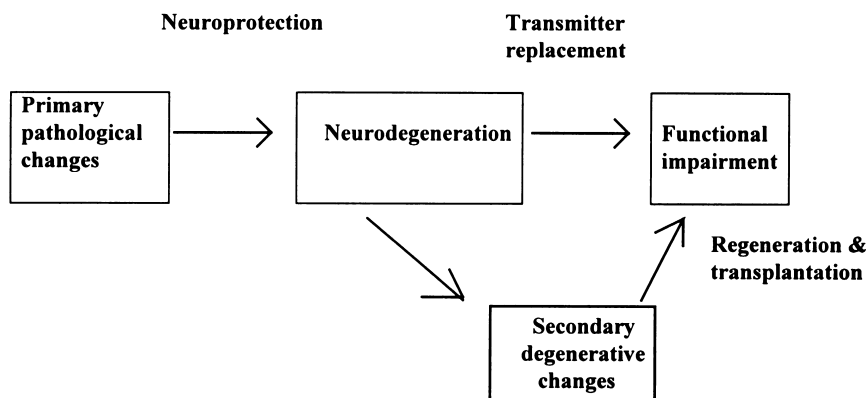 Neuroprotection
Transmitter
replacement
Primary
pathological
changes
Neurodegeneration
Functional
impairment
Regeneration &
transplantation
Secondary
degenerative
changes